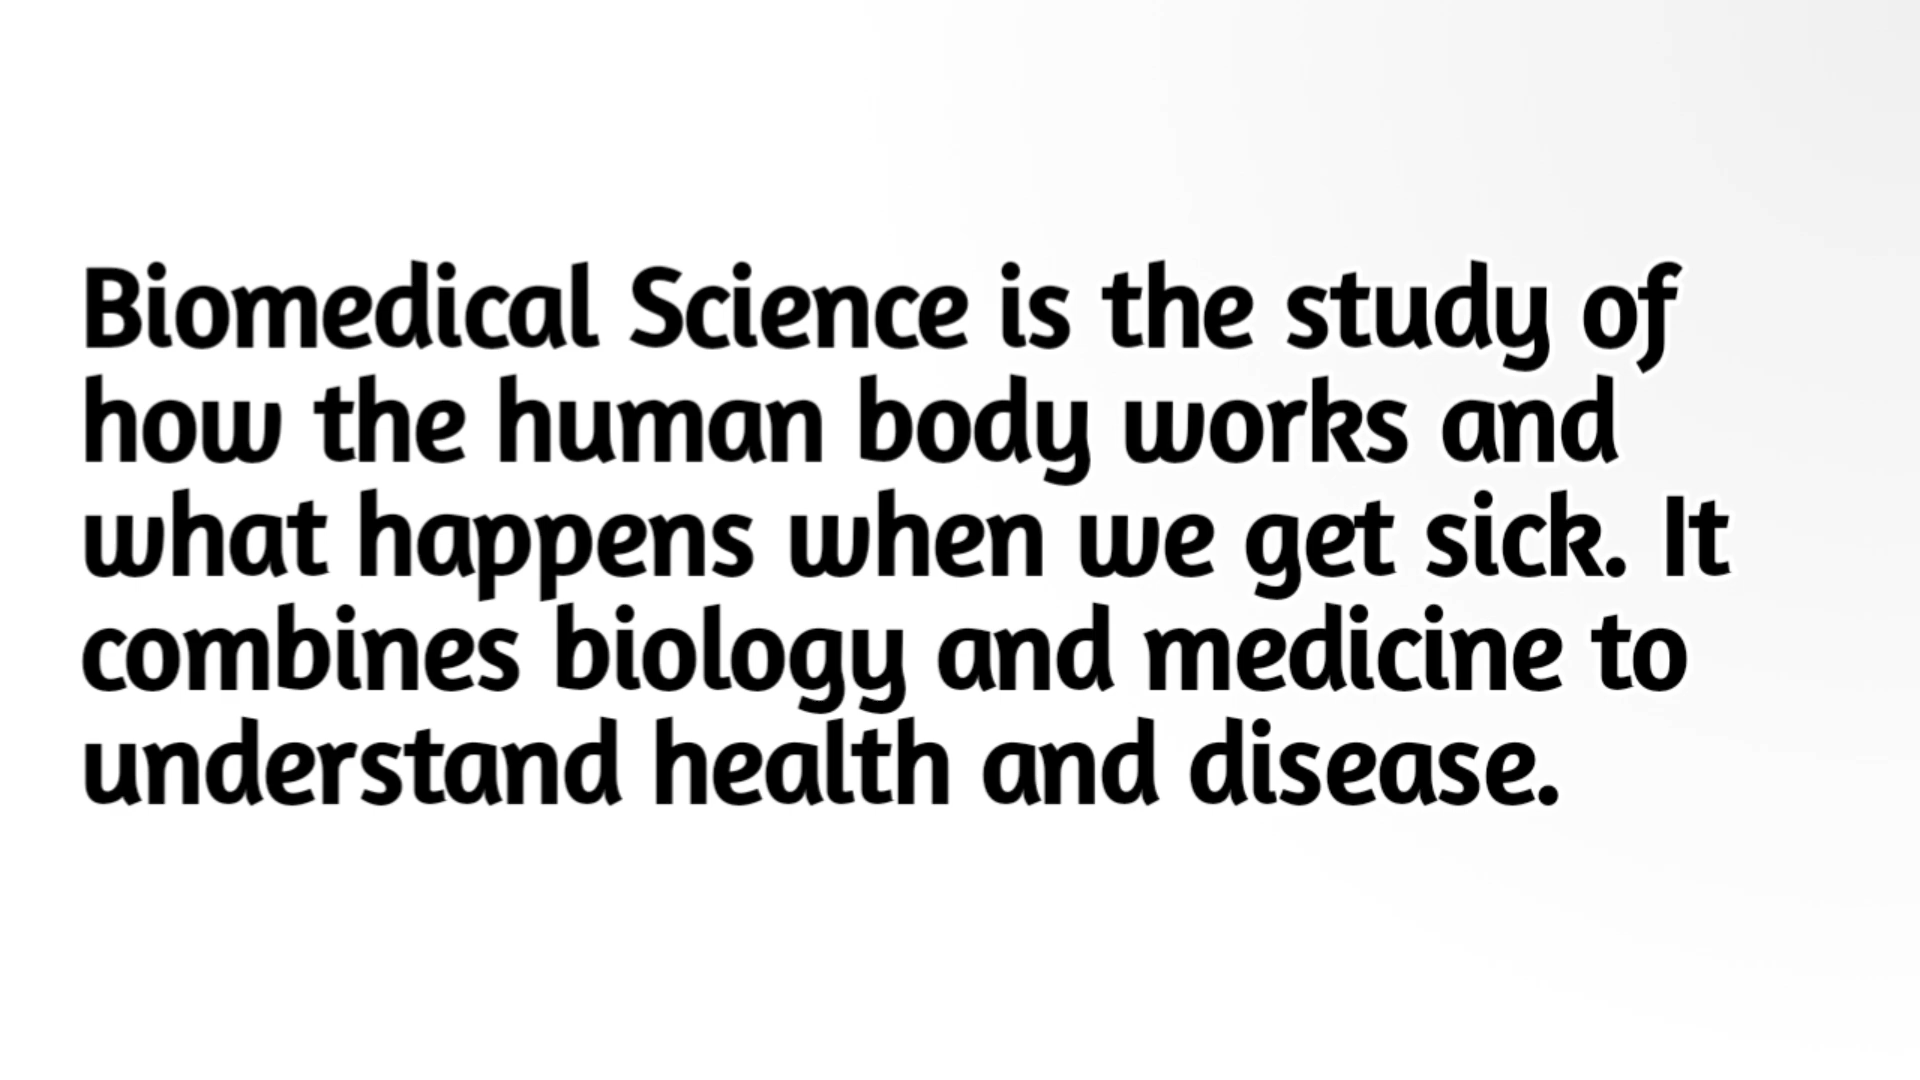 Biomedical Science is the study of
how the human body works and
what happens when we get sick. It
combines biology and medicine to
understand health and disease.